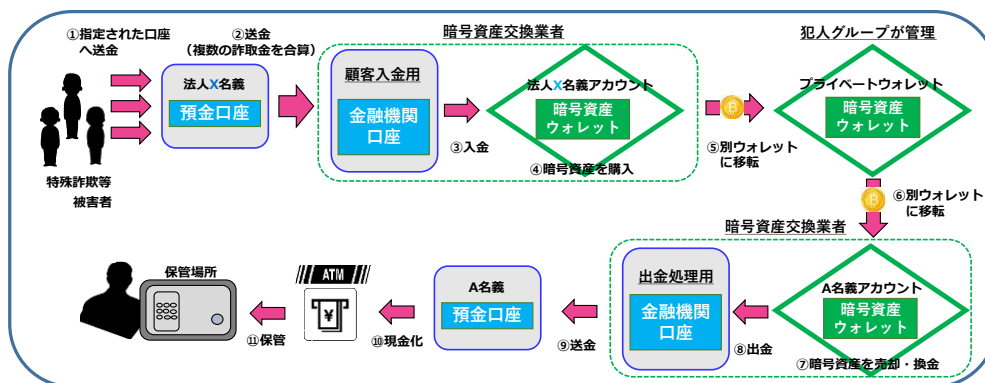 ①指定された口座
へ送金
②送金
(複数の詐取金を合算)
法人X名義
預金口座
特殊詐欺等
被害者
暗号資産交換業者
顧客入金用
金融機関
口座
③入金
法人X名義アカウント
暗号資産
ウォレット
④暗号資産を購入
⑤別ウォレット
に移転
犯人グループが管理
プライベートウォレット
暗号資産
ウォレット
⑥別ウォレット
に移転
暗号資産交換業者
A名義アカウント
暗号資産
ウォレット
⑦暗号資産を売却・換金
出金処理用
金融機関
口座
⑧出金
⑨送金
A名義
預金口座
⑩現金化
ATM
¥
⑪保管
保管場所